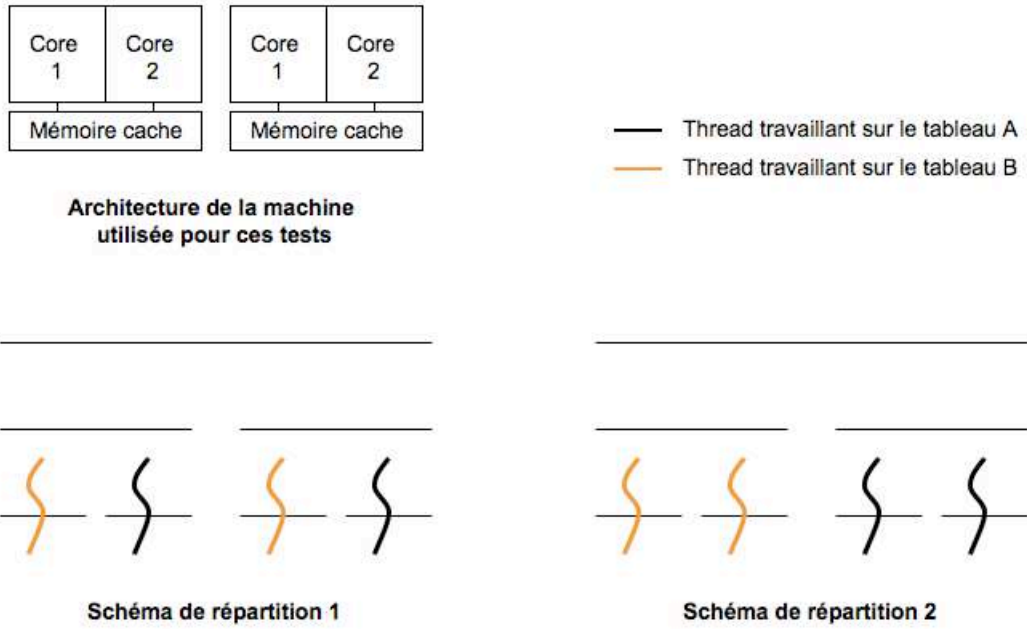 Core
1
Core
2
Core
1
Core
2
Mémoire cache
Mémoire cache
Architecture de la machine
utilisée pour ces tests
Thread travaillant sur le tableau A
Thread travaillant sur le tableau B
Schéma de répartition 1
Schéma de répartition 2